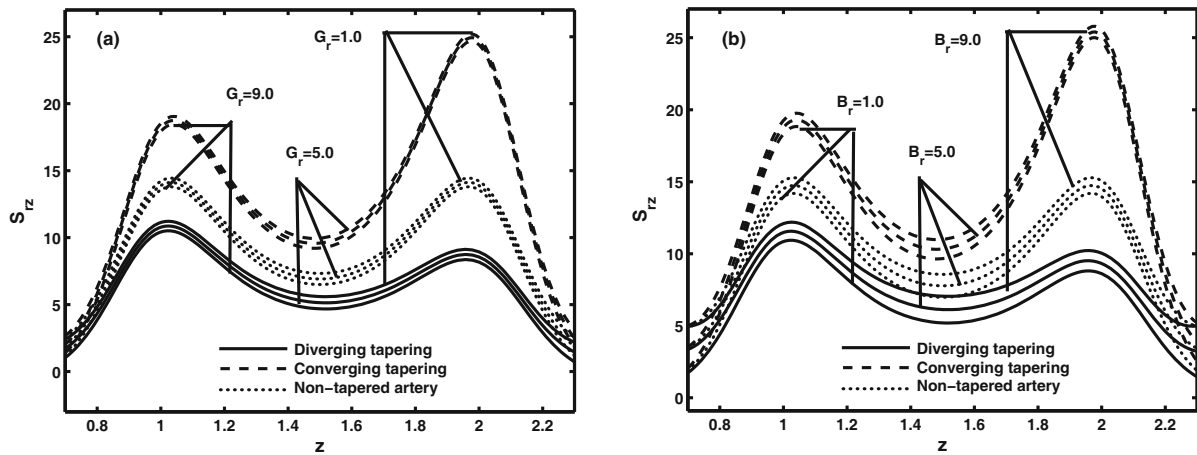 (a)
G_r=1.0
G_r=9.0
G_r=5.0
S_rz
25
20
15
10
5
0
Diverging tapering
Converging tapering
Non-tapered artery
0.8 1 1.2 1.4 1.6 1.8 2 2.2
z
(b)
B_r=9.0
B_r=1.0
B_r=5.0
S_rz
25
20
15
10
5
0
Diverging tapering
Converging tapering
Non-tapered artery
0.8 1 1.2 1.4 1.6 1.8 2 2.2
z